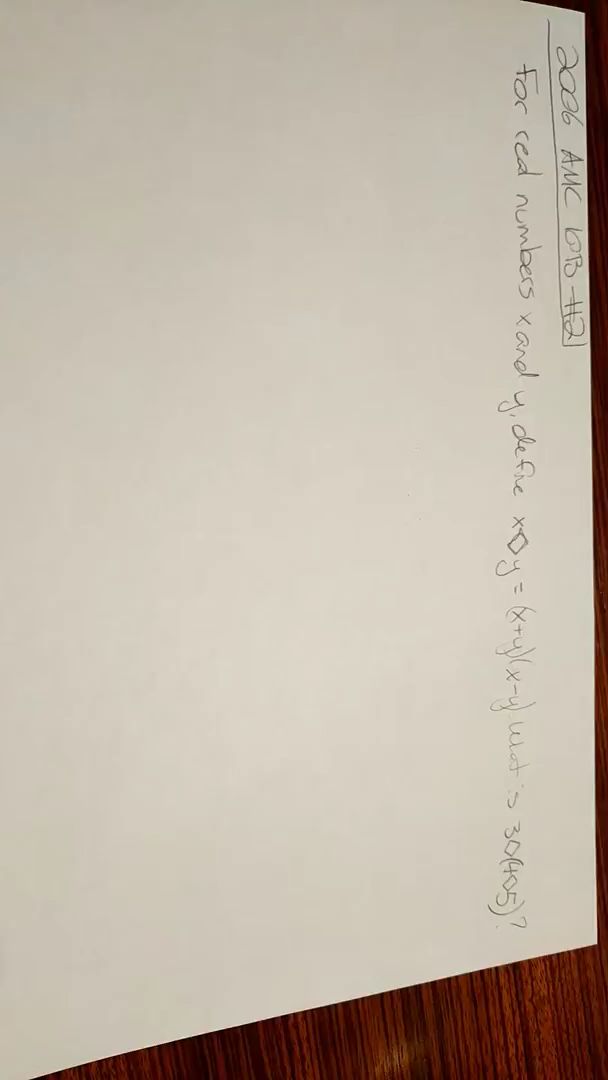 2006 AMC 10B #2
For real numbers x and y, define x◇y = (x+y)(x-y) what is 3◇(4◇5)?